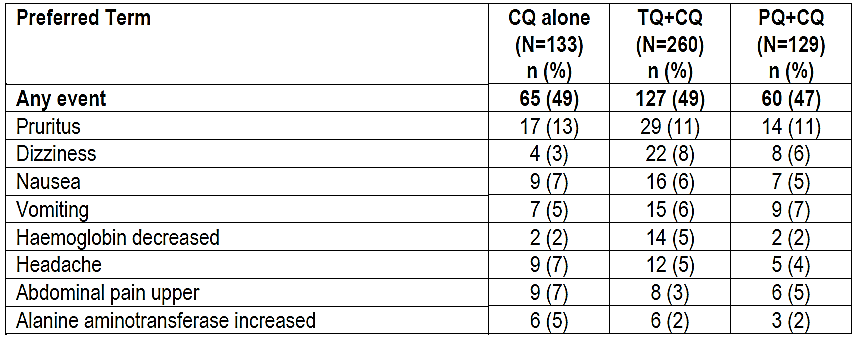 Preferred Term CQ alone TQ+CQ PQ+CQ
(N=133) (N=260) (N=129)
n (%) n (%) n (%)
Any event 65 (49) 127 (49) 60 (47)
Pruritus 17 (13) 29 (11) 14 (11)
Dizziness 4 (3) 22 (8) 8 (6)
Nausea 9 (7) 16 (6) 7 (5)
Vomiting 7 (5) 15 (6) 9 (7)
Haemoglobin decreased 2 (2) 14 (5) 2 (2)
Headache 9 (7) 12 (5) 5 (4)
Abdominal pain upper 9 (7) 8 (3) 6 (5)
Alanine aminotransferase increased 6 (5) 6 (2) 3 (2)